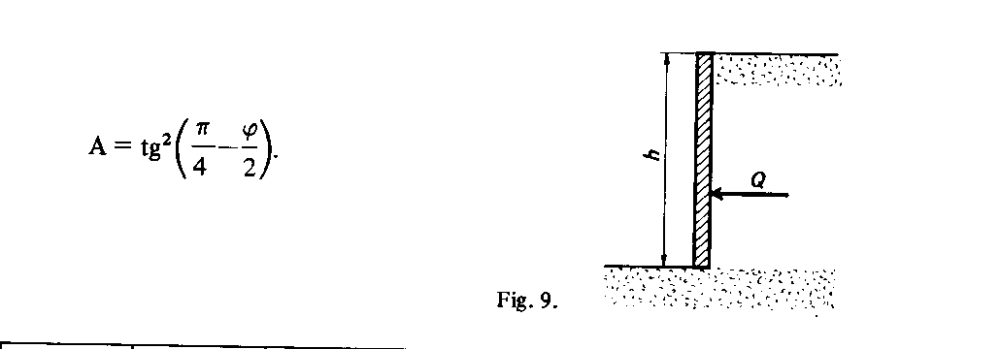 A = tg²(π/4 − φ/2).
h
Q
Fig. 9.